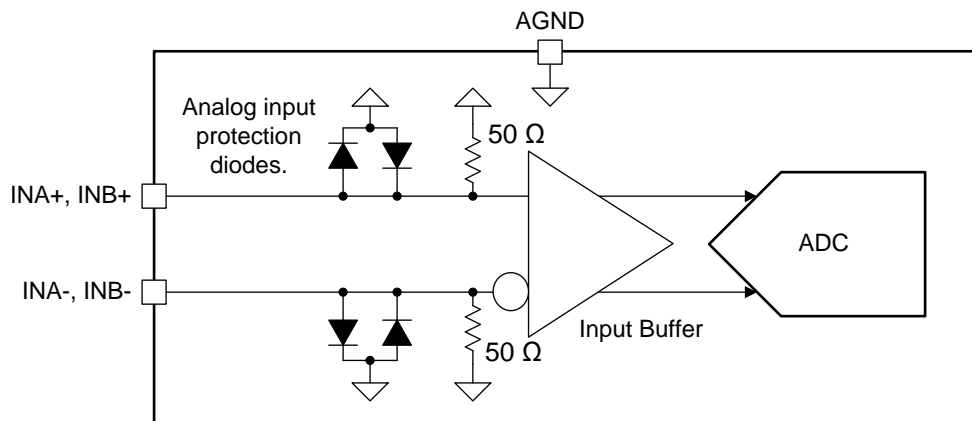 AGND
Analog input
protection
diodes.
50 Ω
INA+, INB+
ADC
INA-, INB-
Input Buffer
50 Ω